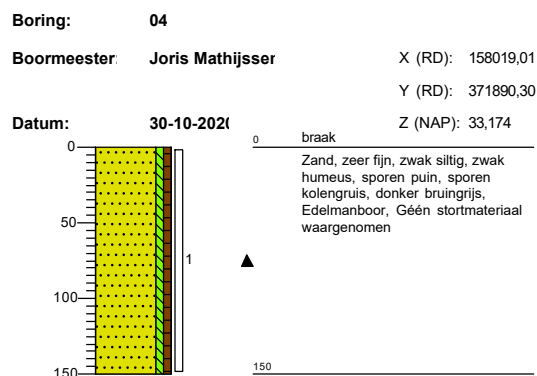 Boring: 04
Boormeester: Joris Mathijssen
X (RD): 158019,01
Y (RD): 371890,30
Datum: 30-10-2020
Z (NAP): 33,174
0
0
braak
Zand, zeer fijn, zwak siltig, zwak
humeus, sporen puin, sporen
kolengruis, donker bruingrijs,
Edelmanboor, Géén stortmateriaal
waargenomen
50
1
100
150
150